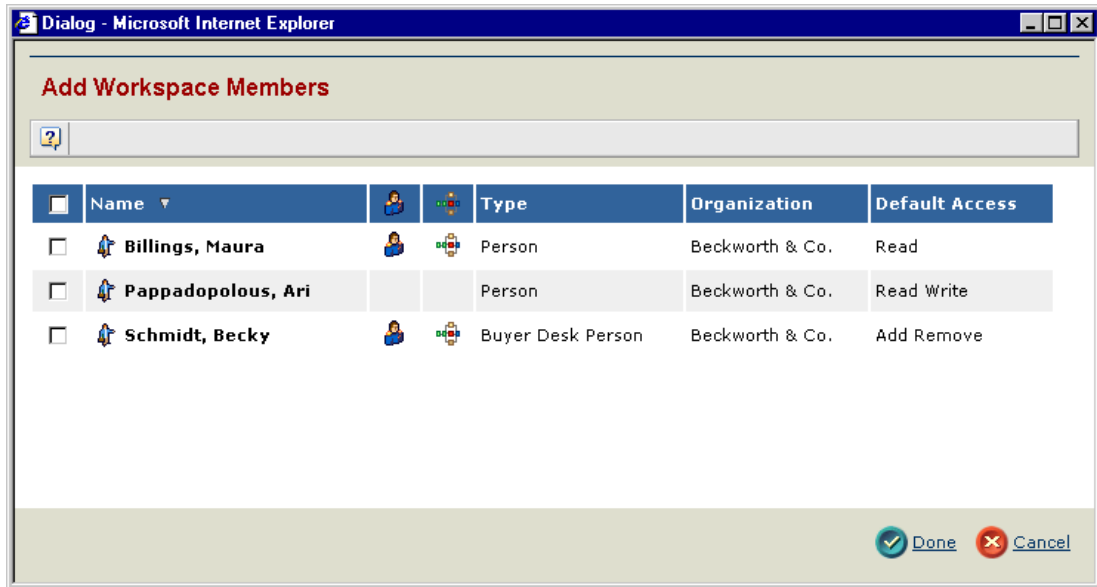 Dialog - Microsoft Internet Explorer
Add Workspace Members
?
Name Type Organization Default Access
Billings, Maura Person Beckworth & Co. Read
Pappadopolous, Ari Person Beckworth & Co. Read Write
Schmidt, Becky Buyer Desk Person Beckworth & Co. Add Remove
Done Cancel